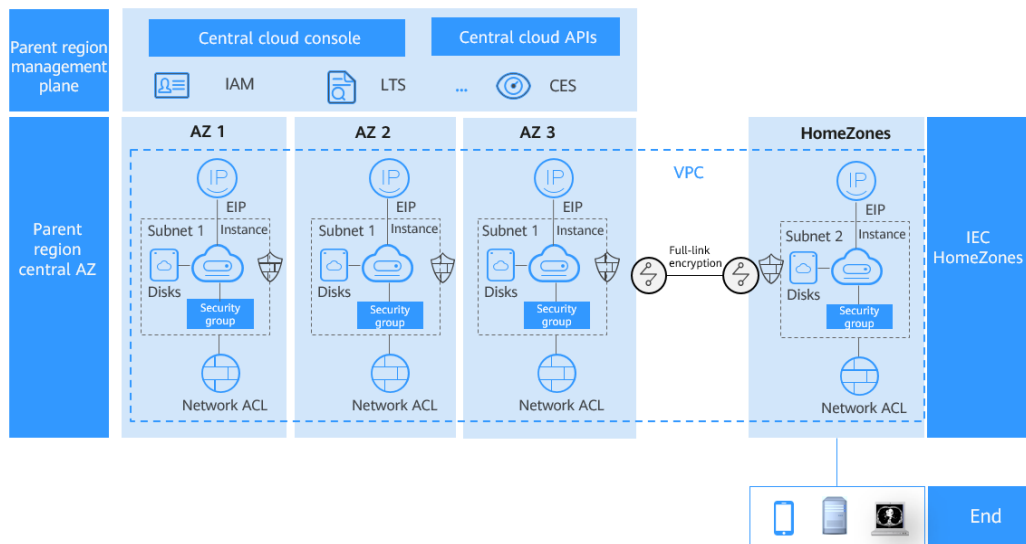 Parent region
management
plane
Central cloud console
Central cloud APIs
IAM
LTS
...
CES
Parent
region
central AZ
AZ 1
IP
EIP
Subnet 1
Instance
Disks
Security
group
Network ACL
AZ 2
IP
EIP
Subnet 1
Instance
Disks
Security
group
Network ACL
AZ 3
IP
EIP
Subnet 1
Instance
Disks
Security
group
Network ACL
VPC
Full-link
encryption
HomeZones
IP
EIP
Subnet 2
Instance
Disks
Security
group
Network ACL
IEC
HomeZones
End